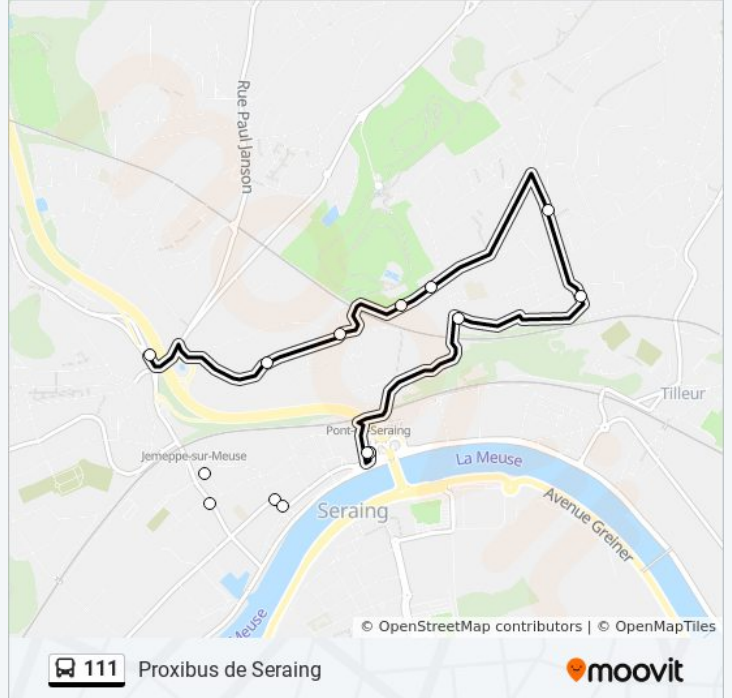 Rue Paul Janson
Tilleur
Pont-de-Seraing
Jemeppe-sur-Meuse
La Meuse
Seraing
Avenue Greiner
Meuse
© OpenStreetMap contributors | © OpenMapTiles
111 Proxibus de Seraing
moovit